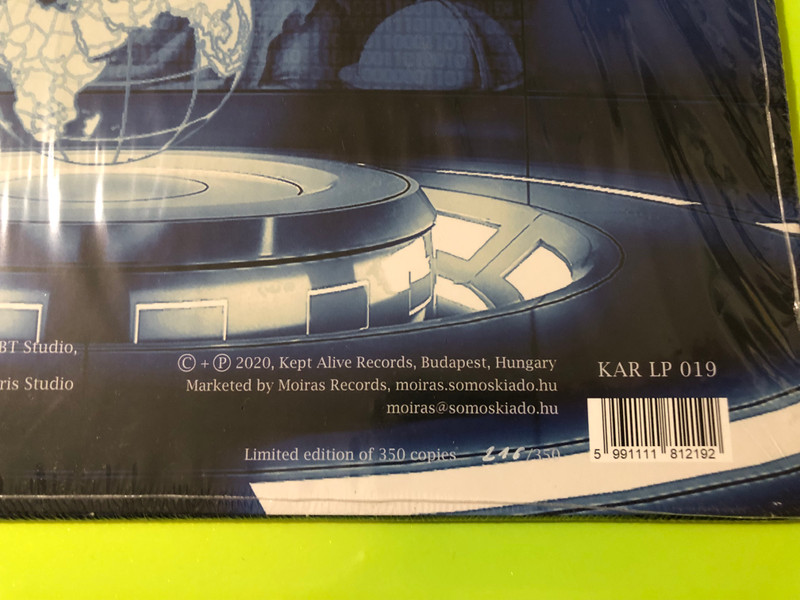 BT Studio,
ris Studio
Ⓒ + Ⓟ 2020, Kept Alive Records, Budapest, Hungary
Marketed by Moiras Records, moiras.somoskiado.hu
moiras@somoskiado.hu
Limited edition of 350 copies /350
KAR LP 019
5 991111 812192